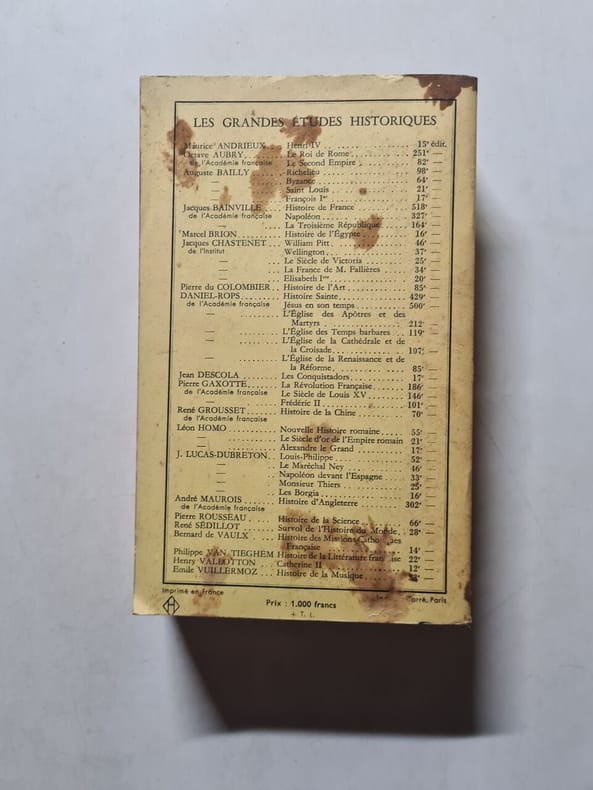 LES GRANDES ÉTUDES HISTORIQUES
Maurice ANDRIEUX . Henri IV . . . . . . . . . . . . . 15e édit.
Octave AUBRY. . . . Le Roi de Rome . . . . . . . . . . 251e —
de l'Académie française — Le Second Empire . . . . . . . . . 82e —
Auguste BAILLY . . . . Richelieu . . . . . . . . . . . . . 98e —
— Byzance . . . . . . . . . . . . . 64e —
— Saint Louis . . . . . . . . . . . . 21e —
— François Ier . . . . . . . . . . . . 17e —
Jacques BAINVILLE . . . Histoire de France . . . . . . . . . 518e —
de l'Académie française — Napoléon . . . . . . . . . . . . . 327e —
— . . . La Troisième République . . . . . . 164e —
Marcel BRION . . . . . . Histoire de l'Égypte . . . . . . . . 16e —
Jacques CHASTENET . . . William Pitt . . . . . . . . . . . 46e —
de l'Institut — Wellington . . . . . . . . . . . . . 37e —
— . . . Le Siècle de Victoria . . . . . . . . 25e —
— . . . La France de M. Fallières . . . . . 34e —
— . . . Elisabeth Ire . . . . . . . . . . . . 20e —
Pierre du COLOMBIER . Histoire de l'Art . . . . . . . . . . 85e —
DANIEL-ROPS . . . . . . . Histoire Sainte . . . . . . . . . . . 429e —
de l'Académie française Jésus en son temps . . . . . . . . . 500e —
— . . . . . . . . L'Église des Apôtres et des
Martyrs . . . . . . . . . . . . . 212e —
— . . . . . . . . L'Église des Temps barbares . . 119e —
— . . . . . . . . L'Église de la Cathédrale et de
la Croisade . . . . . . . . . . . . 107e —
— . . . . . . . . L'Église de la Renaissance et de
la Réforme . . . . . . . . . . . . 85e —
Jean DESCOLA . . . . . . Les Conquistadors . . . . . . . . . 17e —
Pierre GAXOTTE . . . . . La Révolution Française . . . . . . 186e —
de l'Académie française Le Siècle de Louis XV . . . . . . . 146e —
— Frédéric II . . . . . . . . . . . . . 101e —
René GROUSSET . . . . . Histoire de la Chine . . . . . . . . 70e —
de l'Académie française
Léon HOMO . . . . . . . Nouvelle Histoire romaine . . . . 55e —
— . . . . . . . . Le Siècle d'or de l'Empire romain 21e —
— . . . . . . . . Alexandre le Grand . . . . . . . . . 17e —
J. LUCAS-DUBRETON . . Louis-Philippe . . . . . . . . . . . 52e —
— . . Le Maréchal Ney . . . . . . . . . . 46e —
— . . Napoléon devant l'Espagne . . . . 33e —
— . . Monsieur Thiers . . . . . . . . . . 25e —
— . . Les Borgia . . . . . . . . . . . . . 16e —
André MAUROIS . . . . . Histoire d'Angleterre . . . . . . . . 302e —
de l'Académie française
Pierre ROUSSEAU . . . . Histoire de la Science . . . . . . . 66e —
René SÉDILLOT . . . . . Survol de l'Histoire du Monde . . 28e —
Bernard de VAULX . . . Histoire des Missions Catho es
Française . . . . . . . . . . . . 14e —
Philippe VAN TIEGHEM Histoire de la Littérature française 22e —
Henry VALLOTTON . . . Catherine II . . . . . . . . . . . . 12e —
Emile VUILLERMOZ . . . Histoire de la Musique . . . . . . . —
Imprimé en France
Tarré, Paris
Prix : 1.000 francs
+ T. L.